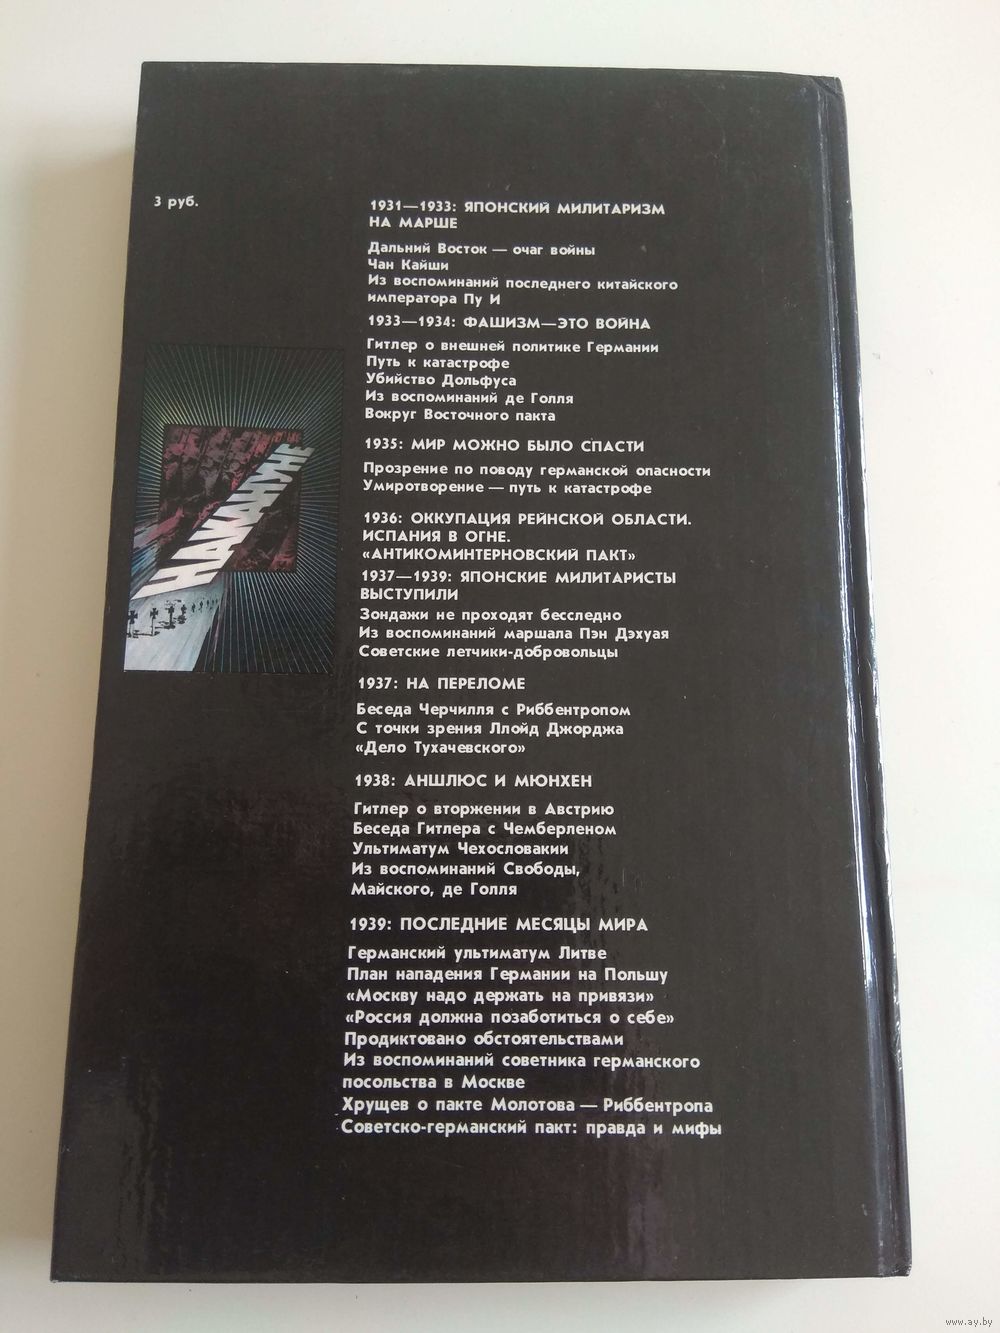 3 руб.
1931—1933: ЯПОНСКИЙ МИЛИТАРИЗМ
НА МАРШЕ
Дальний Восток — очаг войны
Чан Кайши
Из воспоминаний последнего китайского
императора Пу И
1933—1934: ФАШИЗМ—ЭТО ВОЙНА
Гитлер о внешней политике Германии
Путь к катастрофе
Убийство Дольфуса
Из воспоминаний де Голля
Вокруг Восточного пакта
1935: МИР МОЖНО БЫЛО СПАСТИ
Прозрение по поводу германской опасности
Умиротворение — путь к катастрофе
1936: ОККУПАЦИЯ РЕЙНСКОЙ ОБЛАСТИ.
ИСПАНИЯ В ОГНЕ.
«АНТИКОМИНТЕРНОВСКИЙ ПАКТ»
1937—1939: ЯПОНСКИЕ МИЛИТАРИСТЫ
ВЫСТУПИЛИ
Зондажи не проходят бесследно
Из воспоминаний маршала Пэн Дэхуая
Советские летчики-добровольцы
1937: НА ПЕРЕЛОМЕ
Беседа Черчилля с Риббентропом
С точки зрения Ллойд Джорджа
«Дело Тухачевского»
1938: АНШЛЮС И МЮНХЕН
Гитлер о вторжении в Австрию
Беседа Гитлера с Чемберленом
Ультиматум Чехословакии
Из воспоминаний Свободы,
Майского, де Голля
1939: ПОСЛЕДНИЕ МЕСЯЦЫ МИРА
Германский ультиматум Литве
План нападения Германии на Польшу
«Москву надо держать на привязи»
«Россия должна позаботиться о себе»
Продиктовано обстоятельствами
Из воспоминаний советника германского
посольства в Москве
Хрущев о пакте Молотова — Риббентропа
Советско-германский пакт: правда и мифы
НАКАНУНЕ
www.ay.by